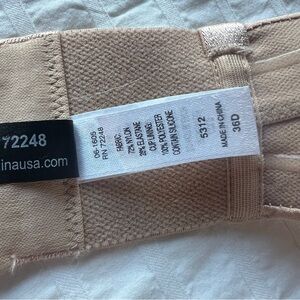 72248
inausa.com
06-1605
RN 72248
FABRIC:
72% NYLON
28% ELASTANE
CUP LINING:
100% POLYESTER
CONTAIN SILICONE
5312
MADE IN CHINA
36D